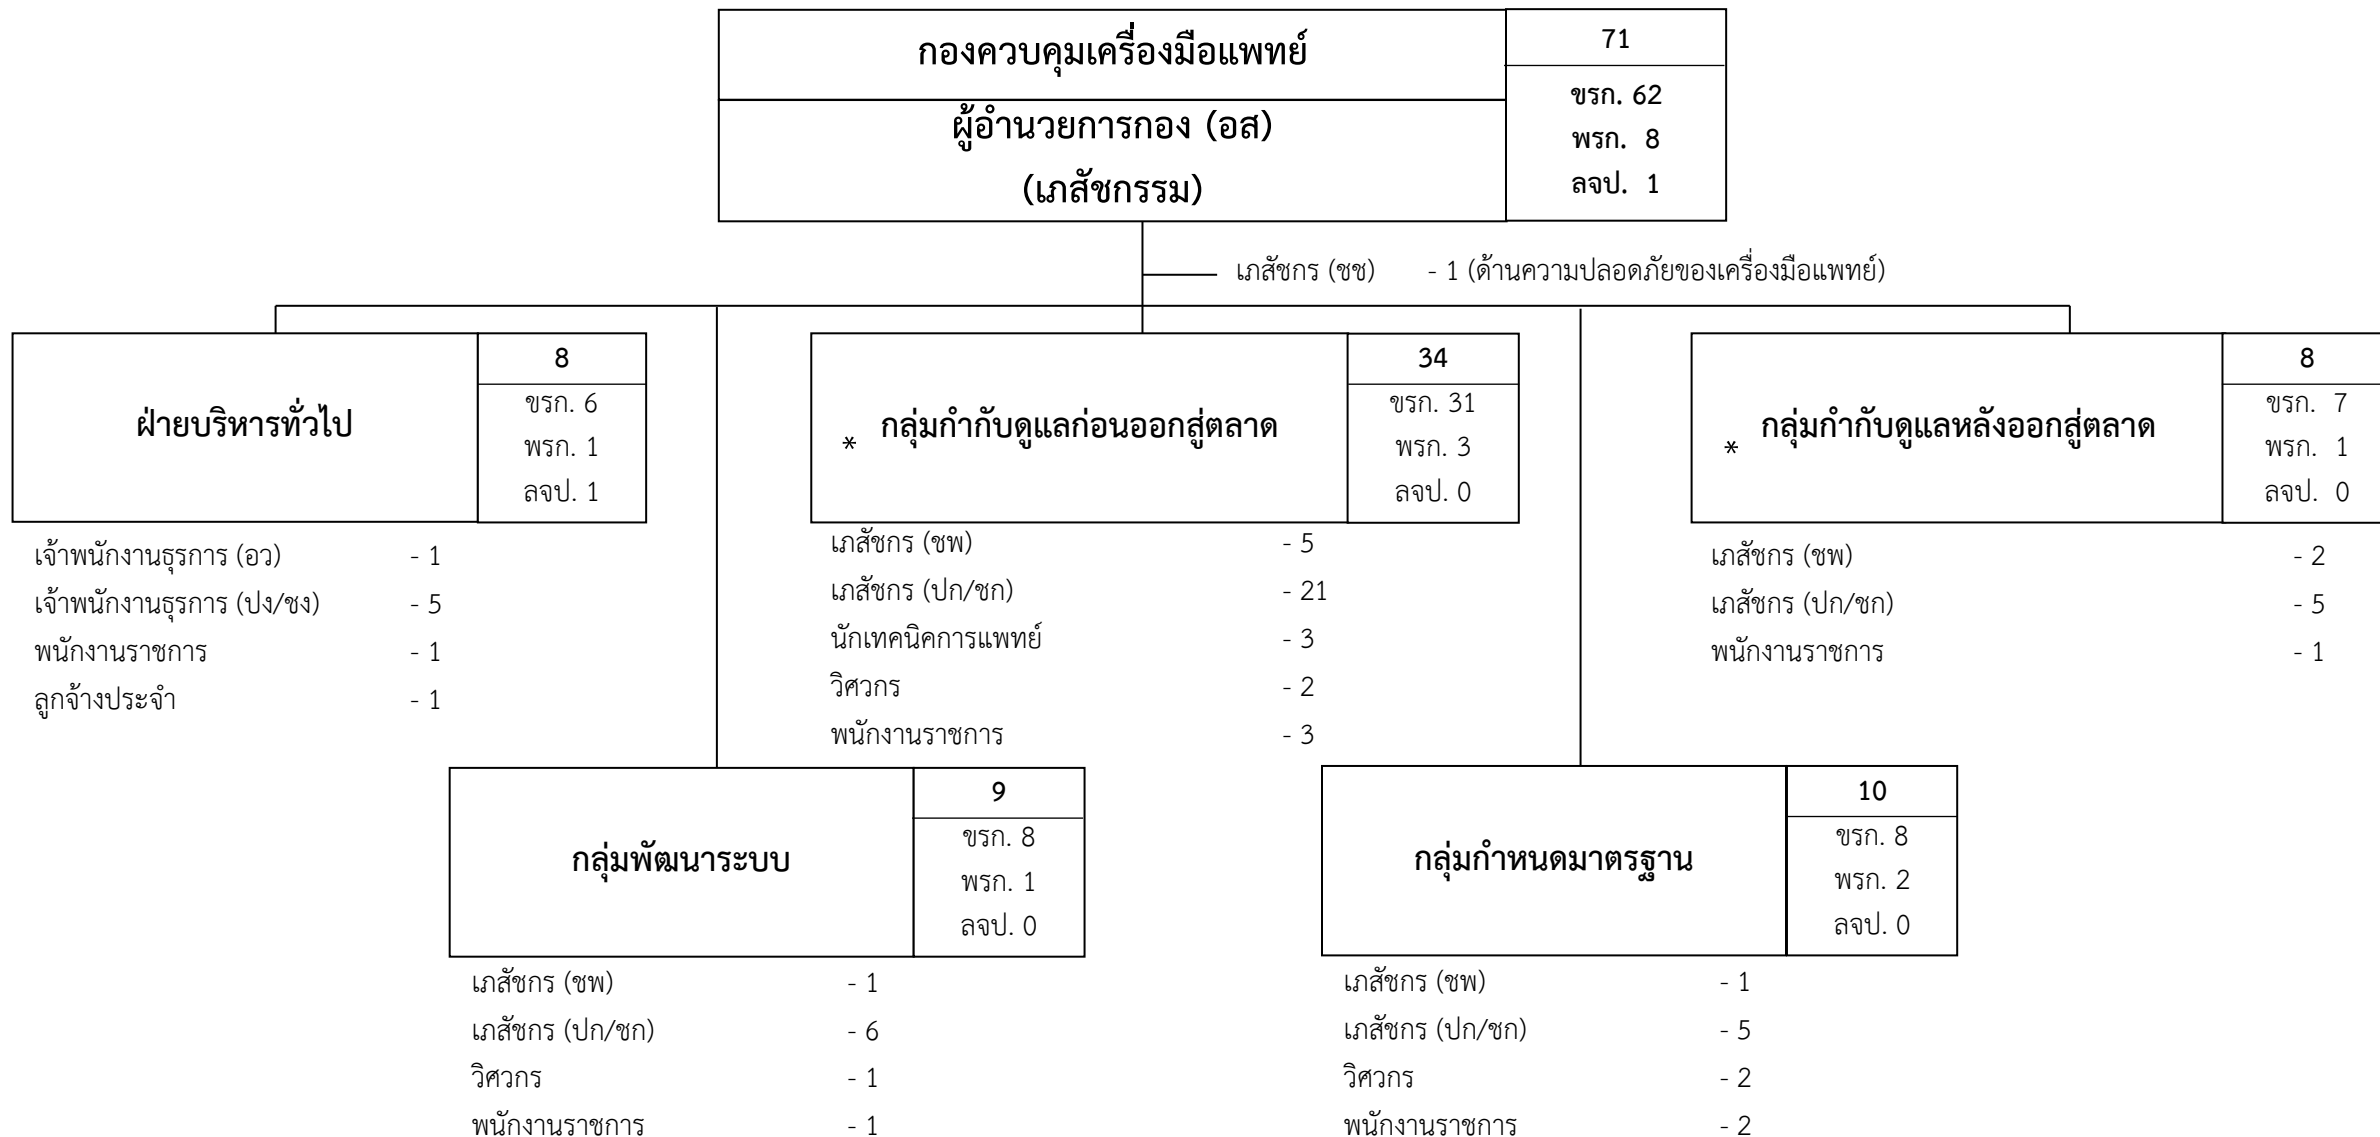 กองควบคุมเครื่องมือแพทย์
ผู้อำนวยการกอง (อส)
(เภสัชกรรม)
71
ขรก. 62
พรก. 8
ลจป. 1
เภสัชกร (ชช) - 1 (ด้านความปลอดภัยของเครื่องมือแพทย์)
ฝ่ายบริหารทั่วไป
8
ขรก. 6
พรก. 1
ลจป. 1
เจ้าพนักงานธุรการ (อว) - 1
เจ้าพนักงานธุรการ (ปง/ชง) - 5
พนักงานราชการ - 1
ลูกจ้างประจำ - 1
* กลุ่มกำกับดูแลก่อนออกสู่ตลาด
34
ขรก. 31
พรก. 3
ลจป. 0
เภสัชกร (ชพ) - 5
เภสัชกร (ปก/ชก) - 21
นักเทคนิคการแพทย์ - 3
วิศวกร - 2
พนักงานราชการ - 3
* กลุ่มกำกับดูแลหลังออกสู่ตลาด
8
ขรก. 7
พรก. 1
ลจป. 0
เภสัชกร (ชพ) - 2
เภสัชกร (ปก/ชก) - 5
พนักงานราชการ - 1
กลุ่มพัฒนาระบบ
9
ขรก. 8
พรก. 1
ลจป. 0
เภสัชกร (ชพ) - 1
เภสัชกร (ปก/ชก) - 6
วิศวกร - 1
พนักงานราชการ - 1
กลุ่มกำหนดมาตรฐาน
10
ขรก. 8
พรก. 2
ลจป. 0
เภสัชกร (ชพ) - 1
เภสัชกร (ปก/ชก) - 5
วิศวกร - 2
พนักงานราชการ - 2